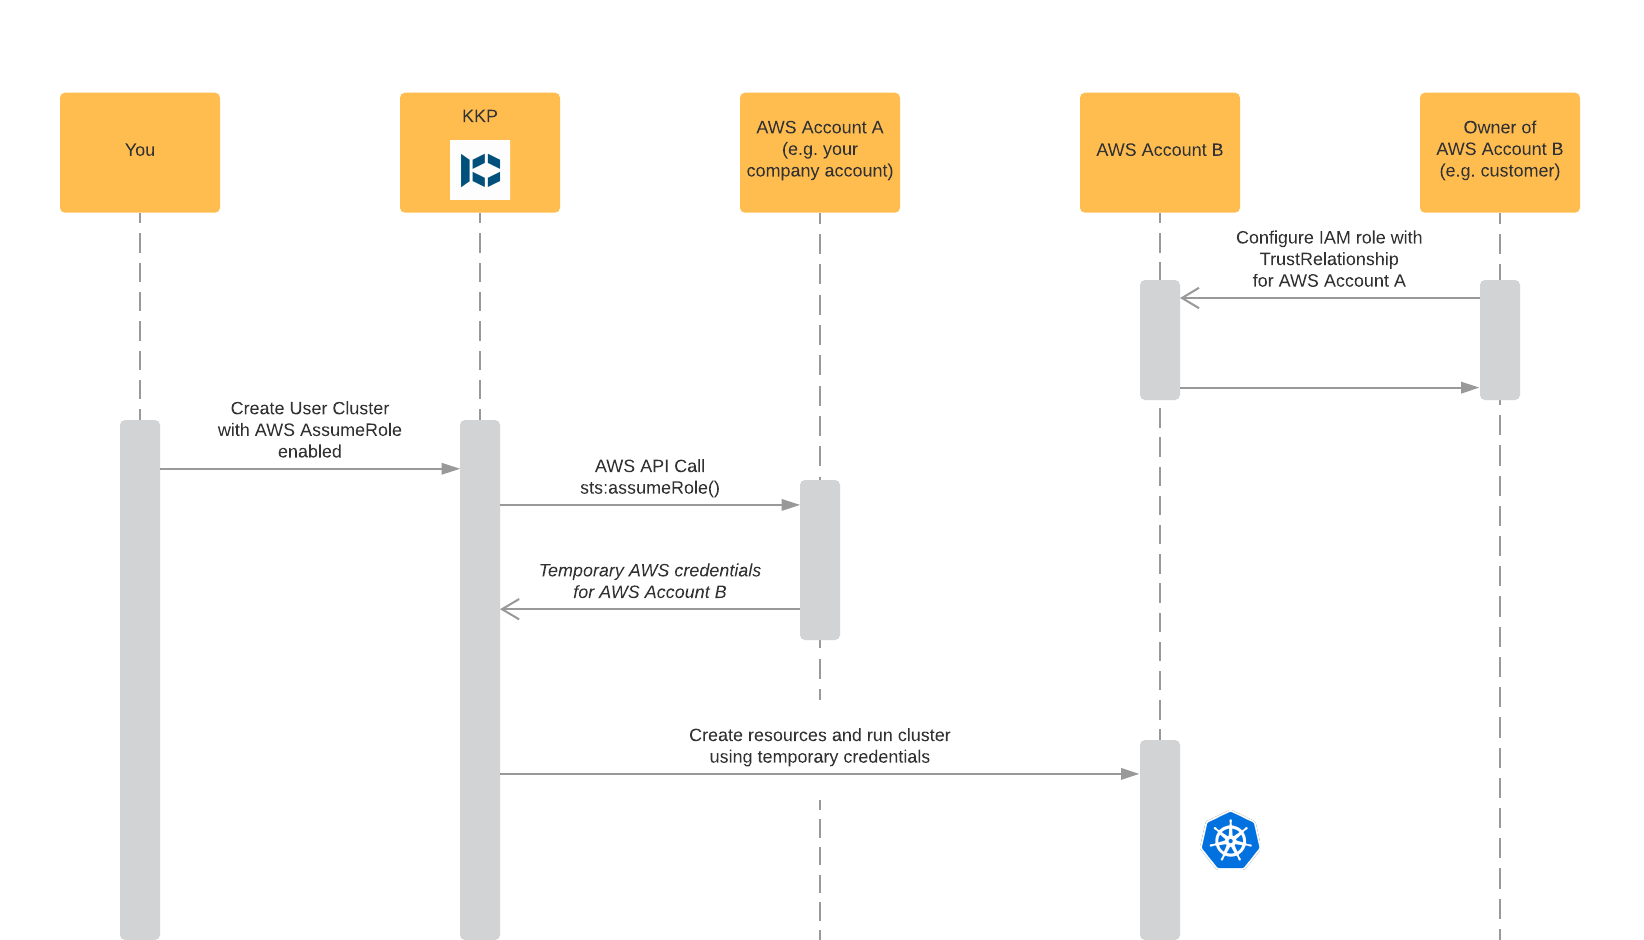 You
KKP
AWS Account A
(e.g. your
company account)
AWS Account B
Owner of
AWS Account B
(e.g. customer)
Configure IAM role with
TrustRelationship
for AWS Account A
Create User Cluster
with AWS AssumeRole
enabled
AWS API Call
sts:assumeRole()
Temporary AWS credentials
for AWS Account B
Create resources and run cluster
using temporary credentials